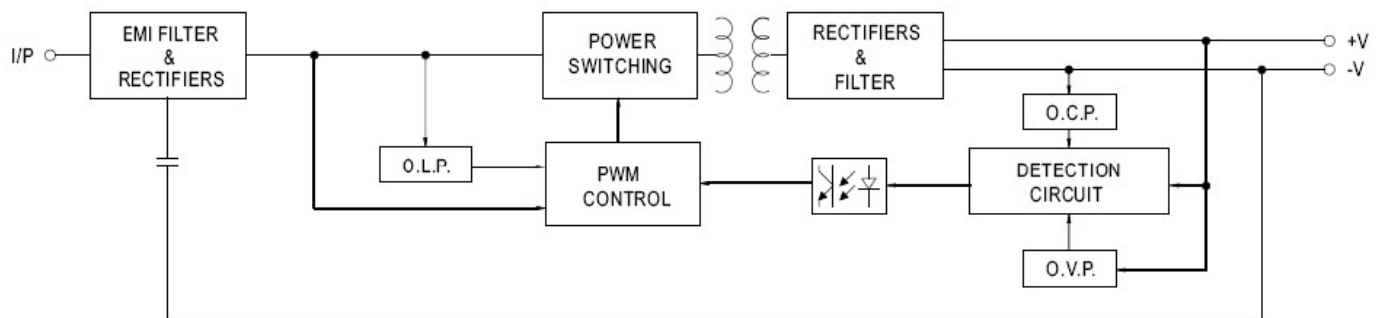 I/P
EMI FILTER
&
RECTIFIERS
POWER
SWITCHING
RECTIFIERS
&
FILTER
+V
-V
O.C.P.
O.L.P.
PWM
CONTROL
DETECTION
CIRCUIT
O.V.P.